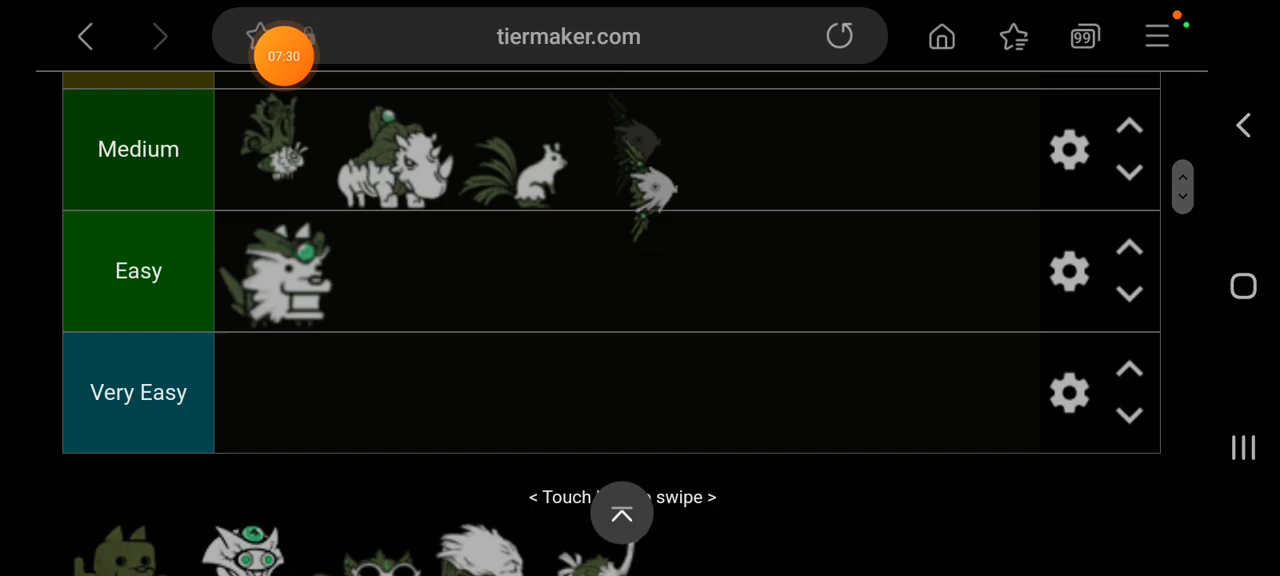 tiermaker.com
99
07:30
Medium
Easy
Very Easy
< Touch swipe >